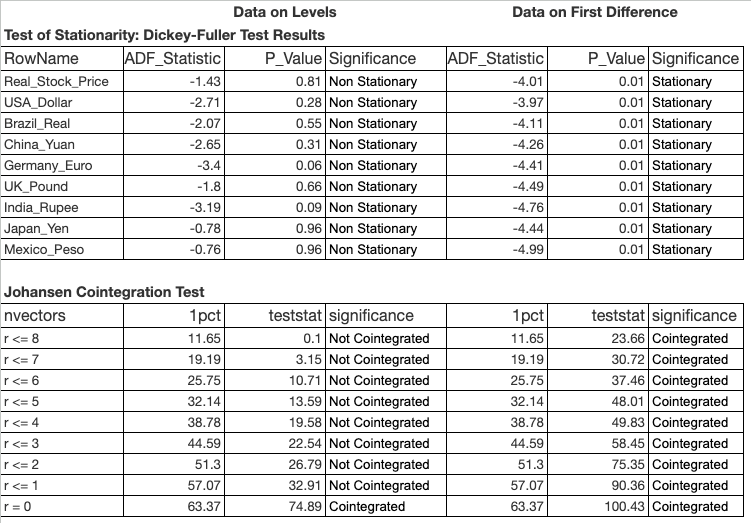 Data on Levels Data on First Difference
Test of Stationarity: Dickey-Fuller Test Results
RowName ADF_Statistic P_Value Significance ADF_Statistic P_Value Significance
Real_Stock_Price -1.43 0.81 Non Stationary -4.01 0.01 Stationary
USA_Dollar -2.71 0.28 Non Stationary -3.97 0.01 Stationary
Brazil_Real -2.07 0.55 Non Stationary -4.11 0.01 Stationary
China_Yuan -2.65 0.31 Non Stationary -4.26 0.01 Stationary
Germany_Euro -3.4 0.06 Non Stationary -4.41 0.01 Stationary
UK_Pound -1.8 0.66 Non Stationary -4.49 0.01 Stationary
India_Rupee -3.19 0.09 Non Stationary -4.76 0.01 Stationary
Japan_Yen -0.78 0.96 Non Stationary -4.44 0.01 Stationary
Mexico_Peso -0.76 0.96 Non Stationary -4.99 0.01 Stationary
Johansen Cointegration Test
nvectors 1pct teststat significance 1pct teststat significance
r <= 8 11.65 0.1 Not Cointegrated 11.65 23.66 Cointegrated
r <= 7 19.19 3.15 Not Cointegrated 19.19 30.72 Cointegrated
r <= 6 25.75 10.71 Not Cointegrated 25.75 37.46 Cointegrated
r <= 5 32.14 13.59 Not Cointegrated 32.14 48.01 Cointegrated
r <= 4 38.78 19.58 Not Cointegrated 38.78 49.83 Cointegrated
r <= 3 44.59 22.54 Not Cointegrated 44.59 58.45 Cointegrated
r <= 2 51.3 26.79 Not Cointegrated 51.3 75.35 Cointegrated
r <= 1 57.07 32.91 Not Cointegrated 57.07 90.36 Cointegrated
r = 0 63.37 74.89 Cointegrated 63.37 100.43 Cointegrated